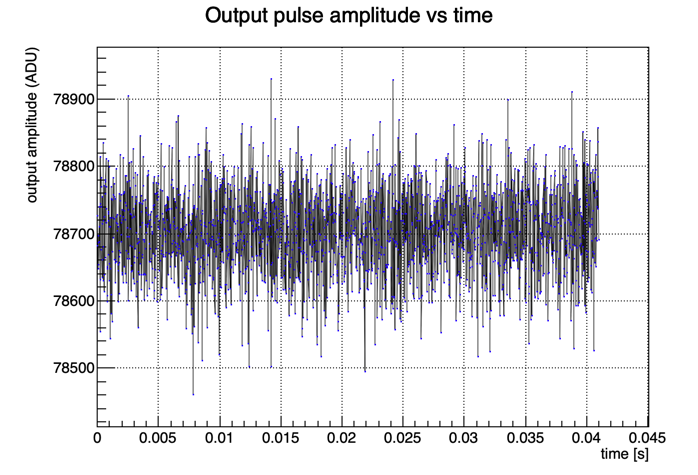 Output pulse amplitude vs time
output amplitude (ADU)
78900
78800
78700
78600
78500
0 0.005 0.01 0.015 0.02 0.025 0.03 0.035 0.04 0.045
time [s]